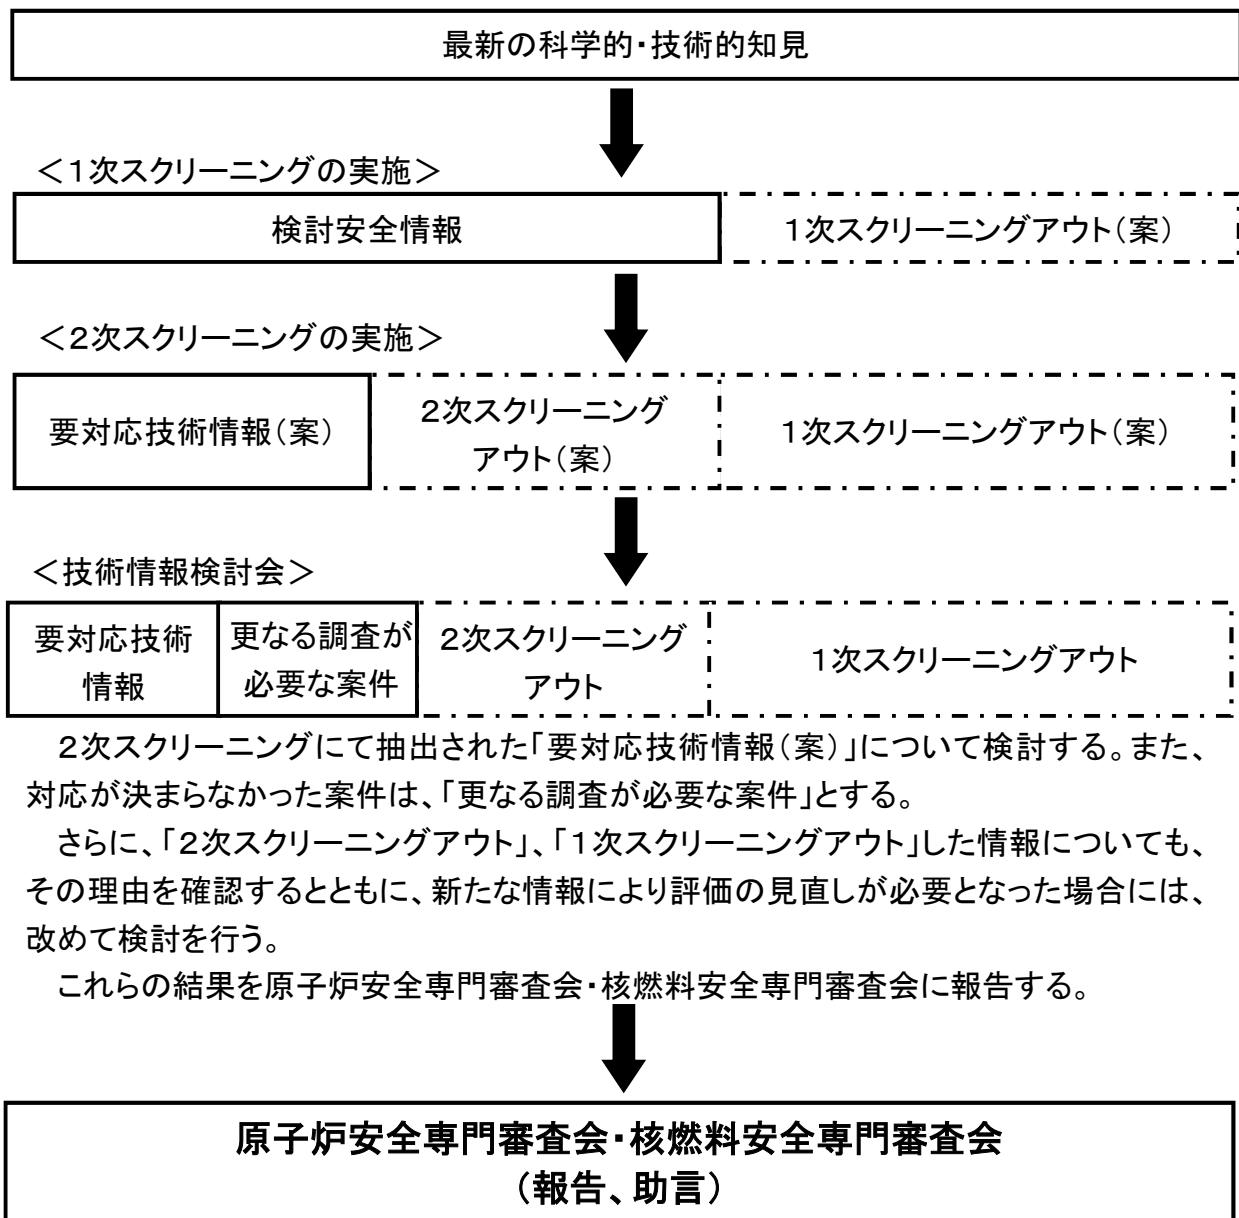 最新の科学的・技術的知見
＜１次スクリーニングの実施＞
検討安全情報
１次スクリーニングアウト（案）
＜２次スクリーニングの実施＞
要対応技術情報（案）
２次スクリーニング
アウト（案）
１次スクリーニングアウト（案）
＜技術情報検討会＞
要対応技術
情報
更なる調査が
必要な案件
２次スクリーニング
アウト
１次スクリーニングアウト
２次スクリーニングにて抽出された「要対応技術情報（案）」について検討する。また、
対応が決まらなかった案件は、「更なる調査が必要な案件」とする。
さらに、「２次スクリーニングアウト」、「１次スクリーニングアウト」した情報についても、
その理由を確認するとともに、新たな情報により評価の見直しが必要となった場合には、
改めて検討を行う。
これらの結果を原子炉安全専門審査会・核燃料安全専門審査会に報告する。
原子炉安全専門審査会・核燃料安全専門審査会
（報告、助言）